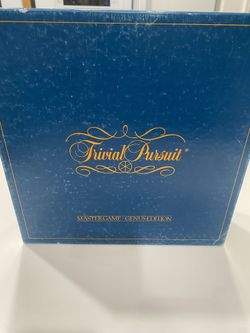 Trivial Pursuit®
MASTER GAME - GENUS EDITION